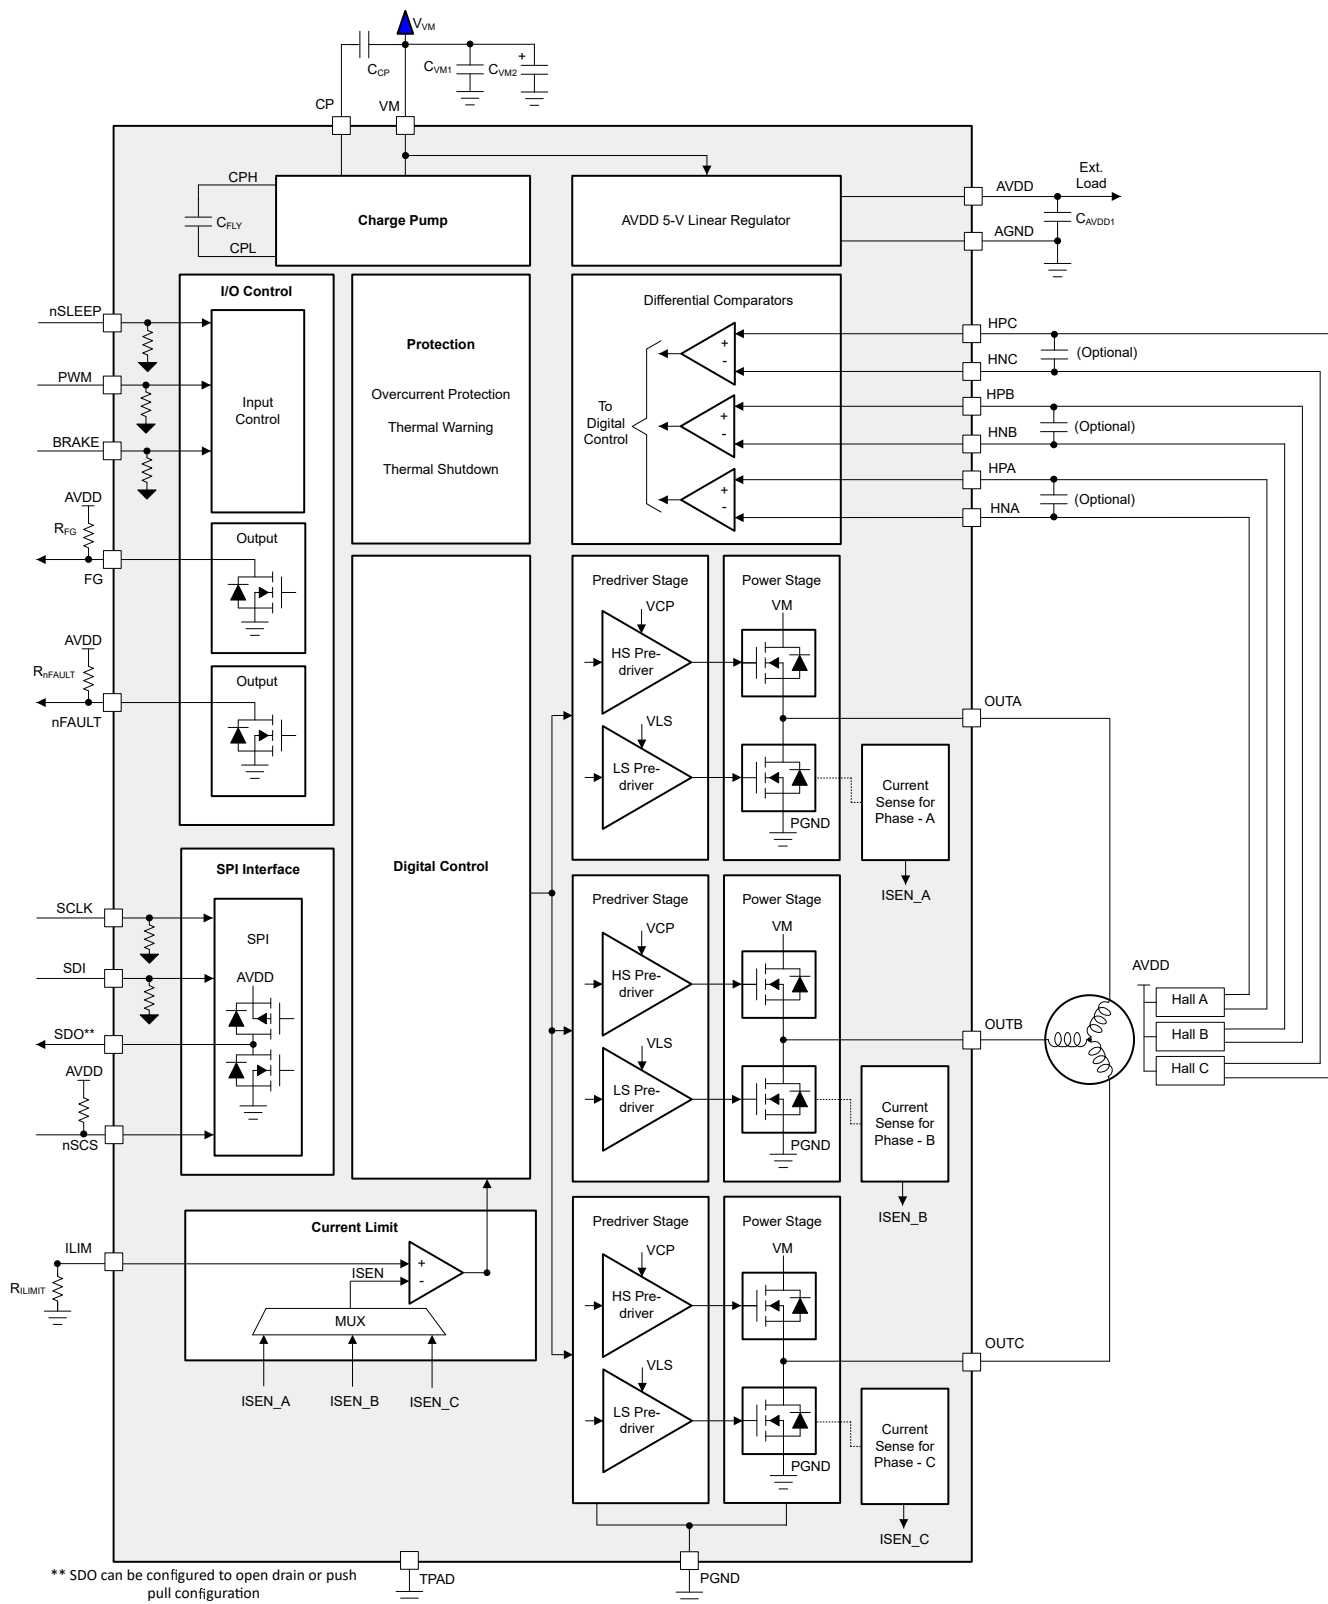 VVM
CCP
CVM1
+
CVM2
CP
VM
CPH
CFLY
CPL
Charge Pump
AVDD 5-V Linear Regulator
AVDD
Ext.
Load
CAVDD1
AGND
I/O Control
nSLEEP
PWM
BRAKE
Input
Control
AVDD
RFG
FG
Output
AVDD
RnFAULT
nFAULT
Output
Protection
Overcurrent Protection
Thermal Warning
Thermal Shutdown
Differential Comparators
To
Digital
Control
+
-
+
-
+
-
HPC
HNC
(Optional)
HPB
HNB
(Optional)
HPA
HNA
(Optional)
Digital Control
Predriver Stage
VCP
HS Pre-
driver
VLS
LS Pre-
driver
Power Stage
VM
PGND
OUTA
Current
Sense for
Phase - A
ISEN_A
SPI Interface
SCLK
SDI
SDO**
AVDD
nSCS
SPI
AVDD
Predriver Stage
VCP
HS Pre-
driver
VLS
LS Pre-
driver
Power Stage
VM
PGND
OUTB
Current
Sense for
Phase - B
ISEN_B
AVDD
Hall A
Hall B
Hall C
Current Limit
ILIM
RILIMIT
ISEN
+
-
MUX
ISEN_A
ISEN_B
ISEN_C
Predriver Stage
VCP
HS Pre-
driver
VLS
LS Pre-
driver
Power Stage
VM
PGND
OUTC
Current
Sense for
Phase - C
ISEN_C
TPAD
PGND
** SDO can be configured to open drain or push
pull configuration